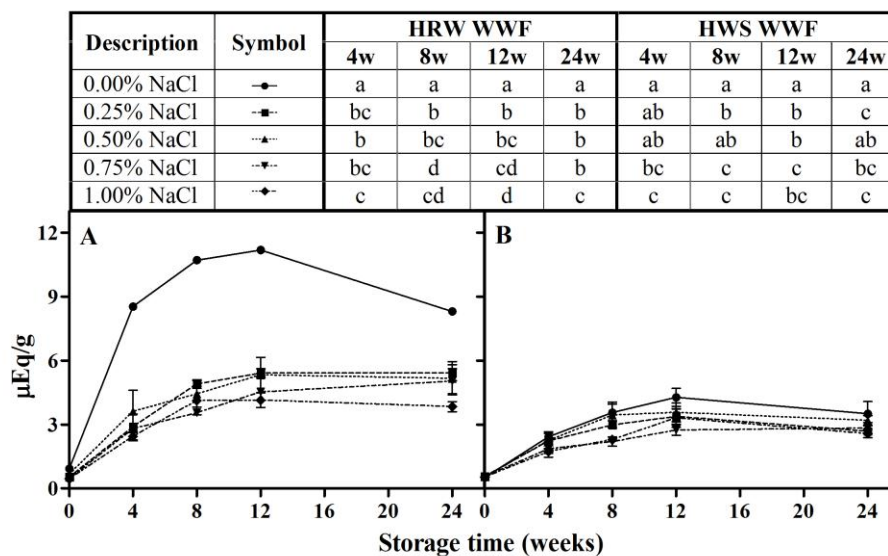 Description Symbol HRW WWF HWS WWF
4w 8w 12w 24w 4w 8w 12w 24w
0.00% NaCl a a a a a a a a
0.25% NaCl bc b b b ab b b c
0.50% NaCl b bc bc b ab ab b ab
0.75% NaCl bc d cd b bc c c bc
1.00% NaCl c cd d c c c bc c
A B
12
9
6
3
0
µEq/g
0 4 8 12 16 20 24 0 4 8 12 16 20 24
Storage time (weeks)